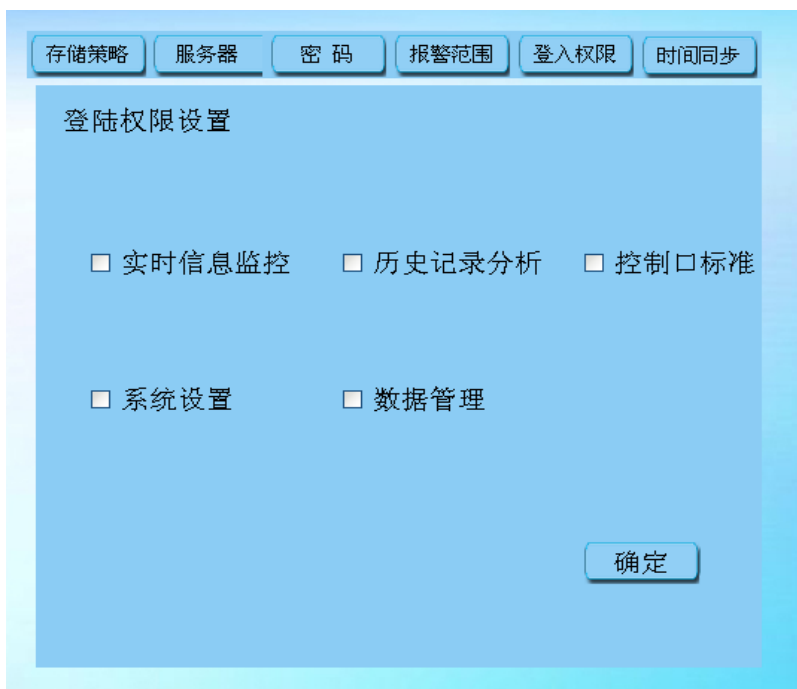 存储策略 服务器 密 码 报警范围 登入权限 时间同步
登陆权限设置
实时信息监控 历史记录分析 控制口标准
系统设置 数据管理
确定